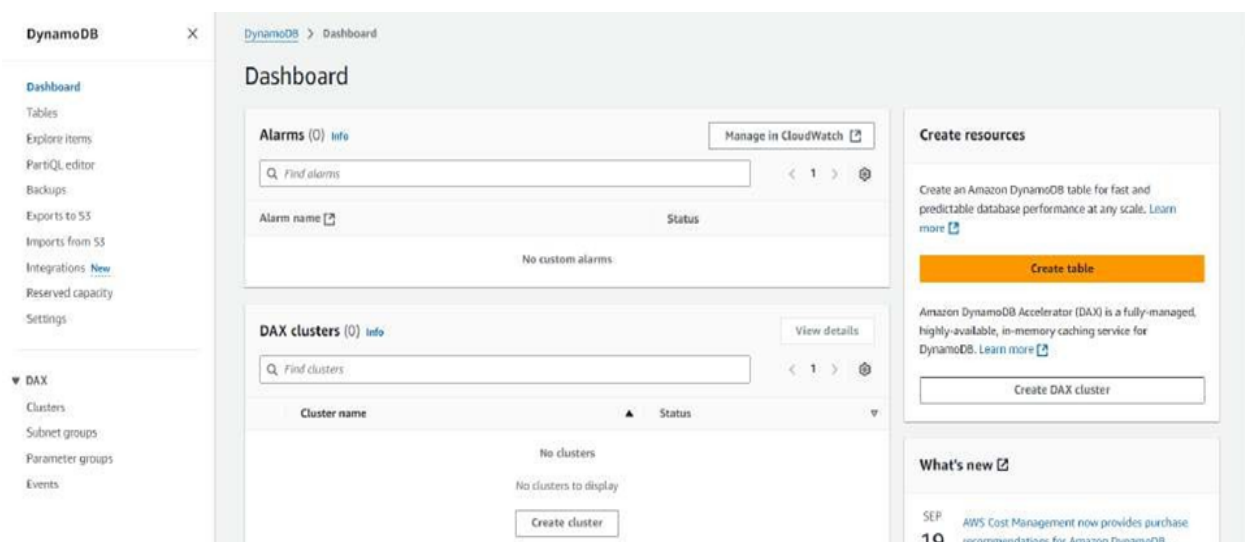 DynamoDB
Dashboard
Tables
Explore items
PartiQL editor
Backups
Exports to S3
Imports from S3
Integrations New
Reserved capacity
Settings
DAX
Clusters
Subnet groups
Parameter groups
Events
DynamoDB > Dashboard
Dashboard
Alarms (0) Info
Manage in CloudWatch
Find alarms
< 1 >
Alarm name
Status
No custom alarms
DAX clusters (0) Info
View details
Find clusters
< 1 >
Cluster name
Status
No clusters
No clusters to display
Create cluster
Create resources
Create an Amazon DynamoDB table for fast and
predictable database performance at any scale. Learn
more
Create table
Amazon DynamoDB Accelerator (DAX) is a fully-managed,
highly-available, in-memory caching service for
DynamoDB. Learn more
Create DAX cluster
What's new
SEP
19
AWS Cost Management now provides purchase
recommendations for Amazon DynamoDB